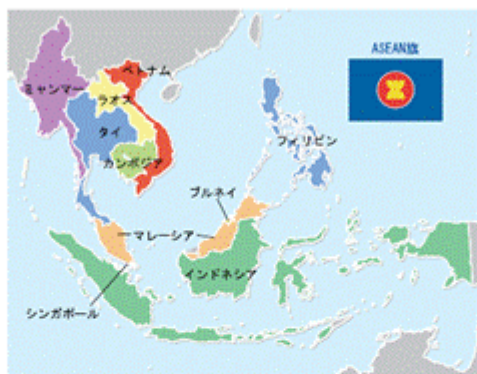 ASEAN旗
ベトナム
ミャンマー
ラオス
タイ
カンボジア
フィリピン
ブルネイ
マレーシア
インドネシア
シンガポール